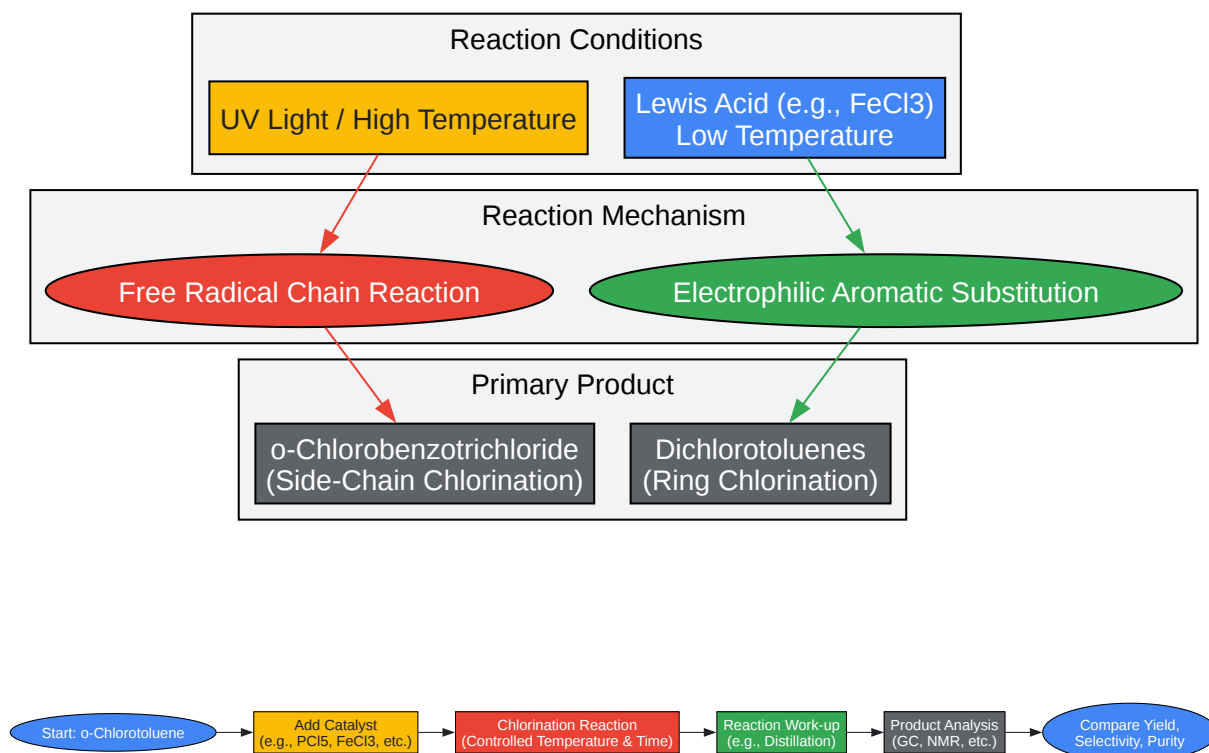 Reaction Conditions
UV Light / High Temperature
Lewis Acid (e.g., FeCl3)
Low Temperature
Reaction Mechanism
Free Radical Chain Reaction
Electrophilic Aromatic Substitution
Primary Product
o-Chlorobenzotrichloride
(Side-Chain Chlorination)
Dichlorotoluenes
(Ring Chlorination)
Start: o-Chlorotoluene
Add Catalyst
(e.g., PCl5, FeCl3, etc.)
Chlorination Reaction
(Controlled Temperature & Time)
Reaction Work-up
(e.g., Distillation)
Product Analysis
(GC, NMR, etc.)
Compare Yield,
Selectivity, Purity